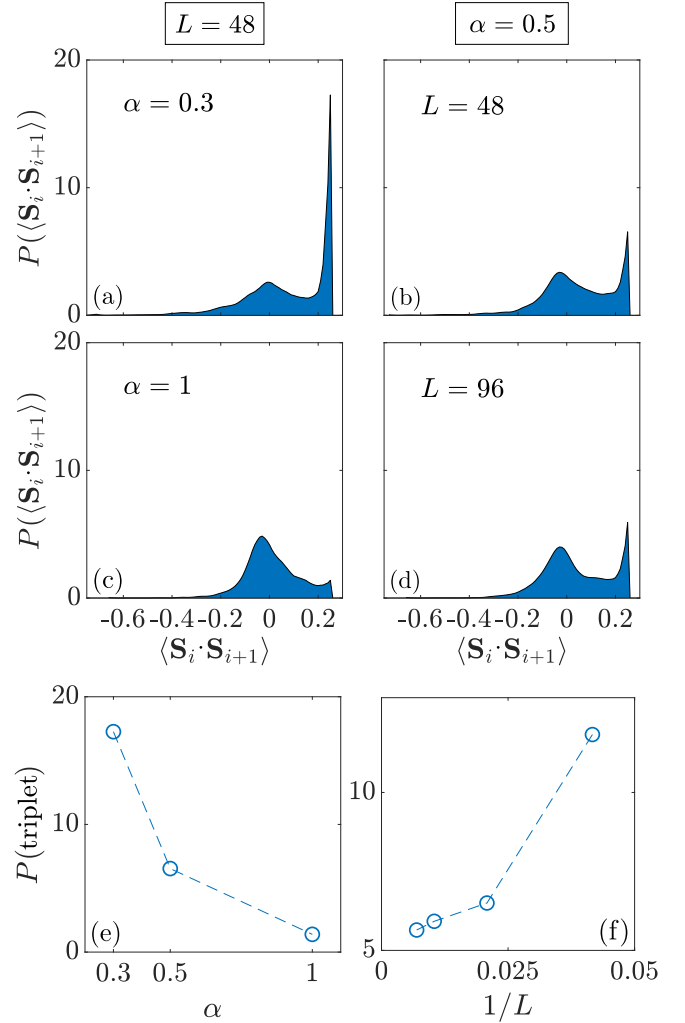 L = 48
α = 0.5
20
10
0
P(⟨S_i·S_{i+1}⟩)
α = 0.3
(a)
L = 48
(b)
20
10
0
P(⟨S_i·S_{i+1}⟩)
α = 1
(c)
L = 96
(d)
-0.6 -0.4 -0.2 0 0.2
-0.6 -0.4 -0.2 0 0.2
⟨S_i·S_{i+1}⟩
⟨S_i·S_{i+1}⟩
20
10
0
P(triplet)
(e)
0.3 0.5 1
α
10
5
(f)
0 0.025 0.05
1/L